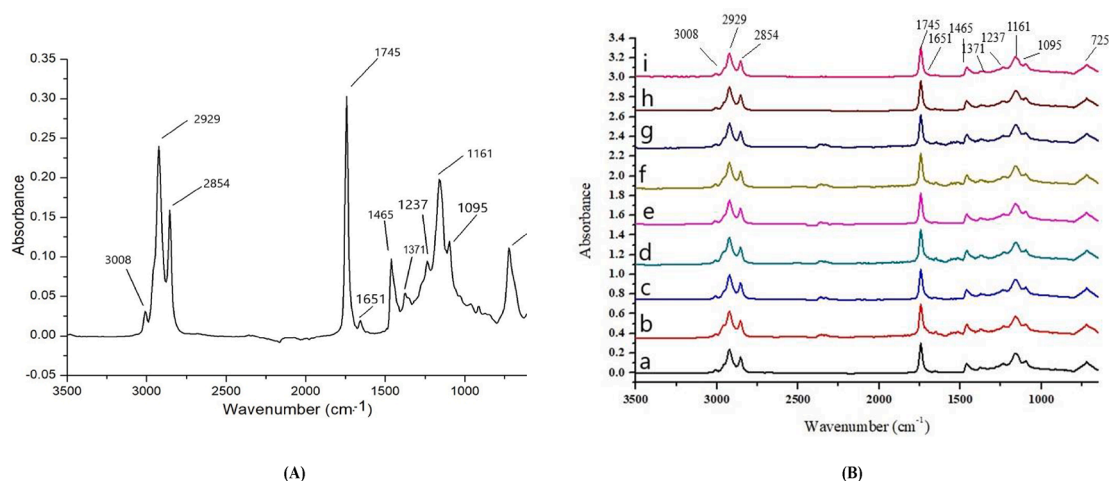 1745
2929
2854
3008
1651
1465
1371
1237
1161
1095
0.35
0.30
0.25
0.20
0.15
0.10
0.05
0.00
-0.05
Absorbance
3500 3000 2500 2000 1500 1000
Wavenumber (cm-1)
(A)
2929
3008
2854
1745
1651
1465
1371
1237
1161
1095
725
3.4
3.2
3.0
2.8
2.6
2.4
2.2
2.0
1.8
1.6
1.4
1.2
1.0
0.8
0.6
0.4
0.2
0.0
i
h
g
f
e
d
c
b
a
Absorbance
3500 3000 2500 2000 1500 1000
Wavenumber (cm-1)
(B)